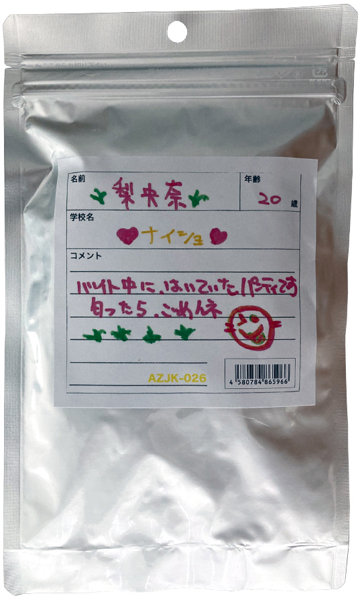 名前
梨央奈
年齢
20 歳
学校名
ナイショ
コメント
バイト中に、はいていたパンティです
匂ったら、ごめんネ
AZJK-026
4 580784 865966